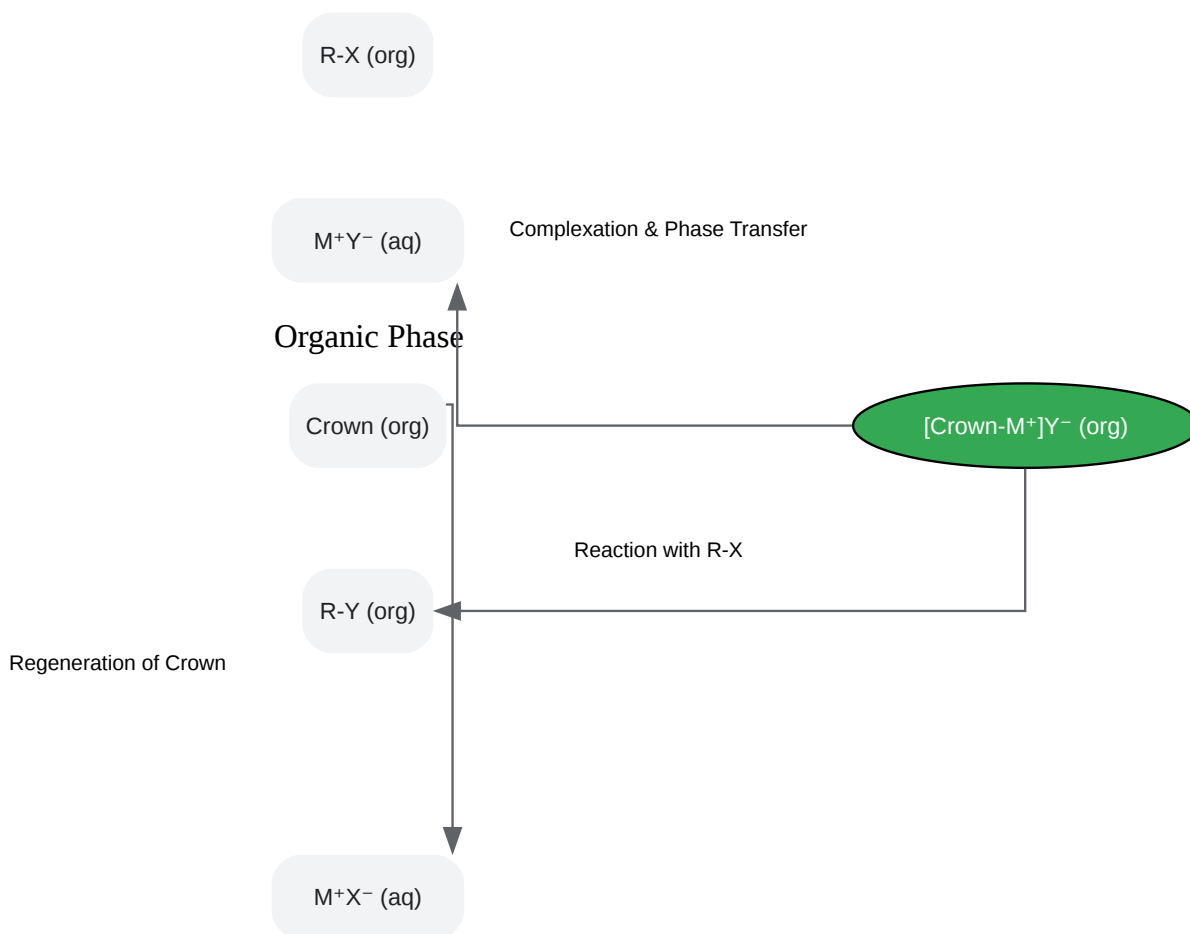 R-X (org)
M⁺Y⁻ (aq)
Complexation & Phase Transfer
Organic Phase
Crown (org)
[Crown-M⁺]Y⁻ (org)
Reaction with R-X
R-Y (org)
Regeneration of Crown
M⁺X⁻ (aq)